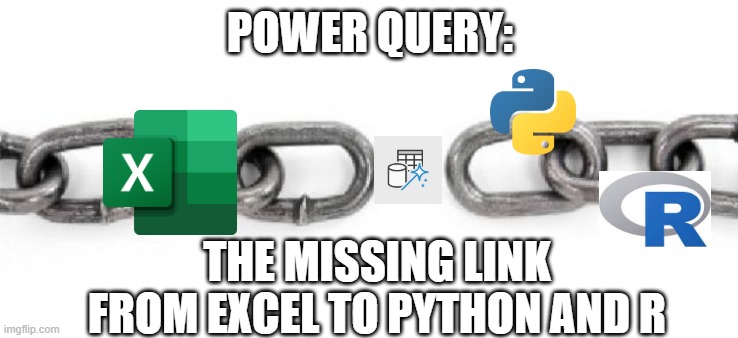 POWER QUERY:
X
R
THE MISSING LINK
FROM EXCEL TO PYTHON AND R
imgflip.com